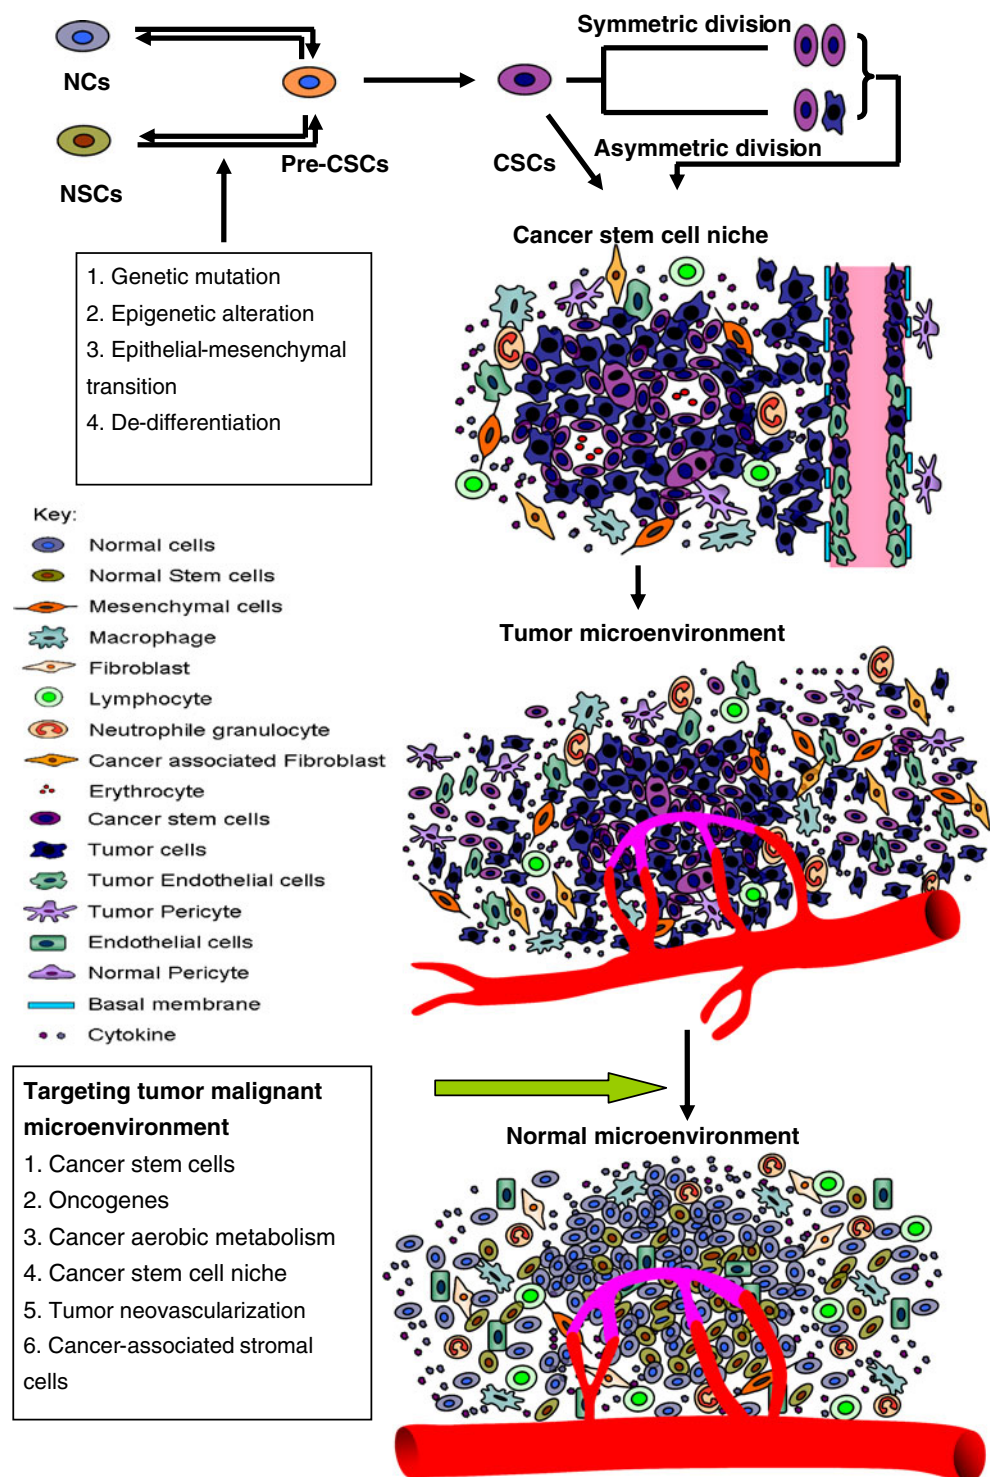 Symmetric division
NCs
Pre-CSCs
CSCs
Asymmetric division
NSCs
Cancer stem cell niche
1. Genetic mutation
2. Epigenetic alteration
3. Epithelial-mesenchymal
transition
4. De-differentiation
Key:
Normal cells
Normal Stem cells
Mesenchymal cells
Macrophage
Fibroblast
Lymphocyte
Neutrophile granulocyte
Cancer associated Fibroblast
Erythrocyte
Cancer stem cells
Tumor cells
Tumor Endothelial cells
Tumor Pericyte
Endothelial cells
Normal Pericyte
Basal membrane
Cytokine
Tumor microenvironment
Targeting tumor malignant
microenvironment
1. Cancer stem cells
2. Oncogenes
3. Cancer aerobic metabolism
4. Cancer stem cell niche
5. Tumor neovascularization
6. Cancer-associated stromal
cells
Normal microenvironment